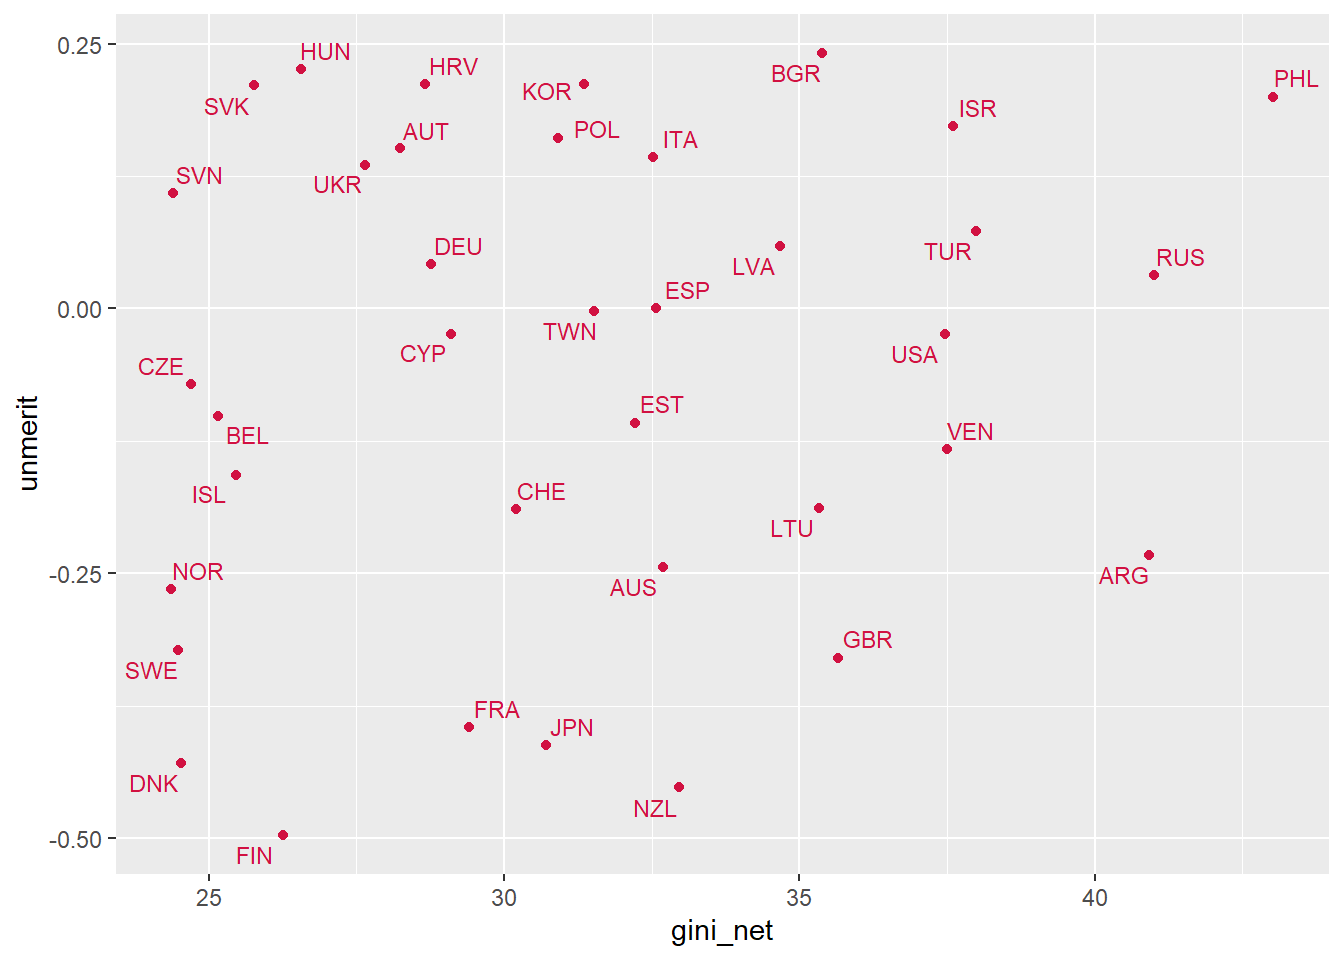 0.25
0.00
-0.25
-0.50
unmerit
HUN
HRV
BGR
PHL
SVK
KOR
ISR
AUT
POL
ITA
SVN
UKR
DEU
LVA
TUR
RUS
ESP
TWN
CYP
USA
CZE
EST
BEL
VEN
ISL
CHE
LTU
NOR
AUS
ARG
SWE
GBR
FRA
JPN
DNK
NZL
FIN
25
30
35
40
gini_net